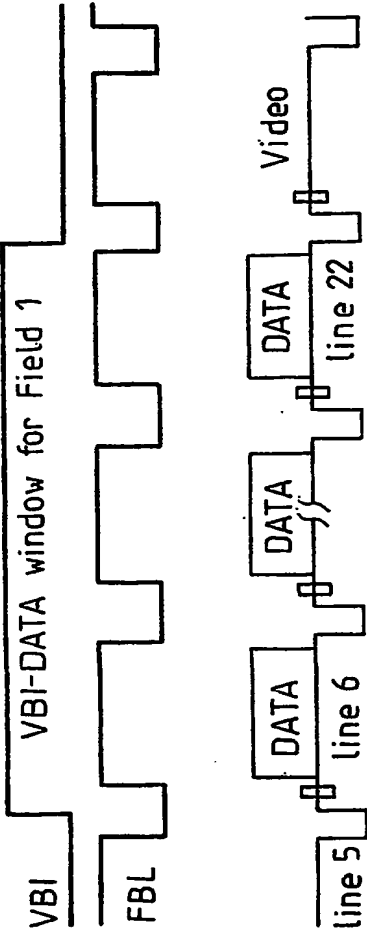 VBI
VBI-DATA window for Field 1
FBL
DATA
DATA
DATA
Video
line 5
line 6
line 22